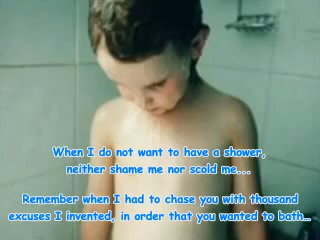 When I do not want to have a shower,
neither shame me nor scold me...
Remember when I had to chase you with thousand
excuses I invented, in order that you wanted to bath...